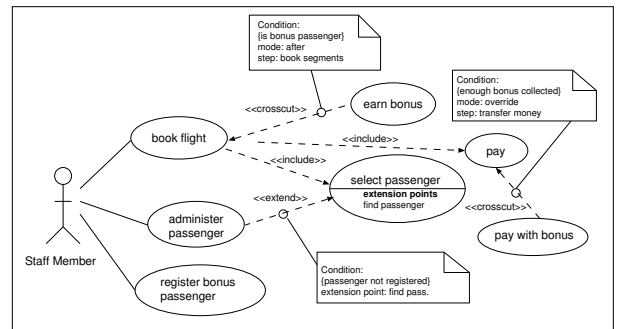 Condition:
{is bonus passenger}
mode: after
step: book segments
Condition:
{enough bonus collected}
mode: override
step: transfer money
<<crosscut>>
earn bonus
book flight
<<include>>
pay
<<include>>
select passenger
extension points
find passenger
<<extend>>
administer
passenger
<<crosscut>>
pay with bonus
Staff Member
register bonus
passenger
Condition:
{passenger not registered}
extension point: find pass.